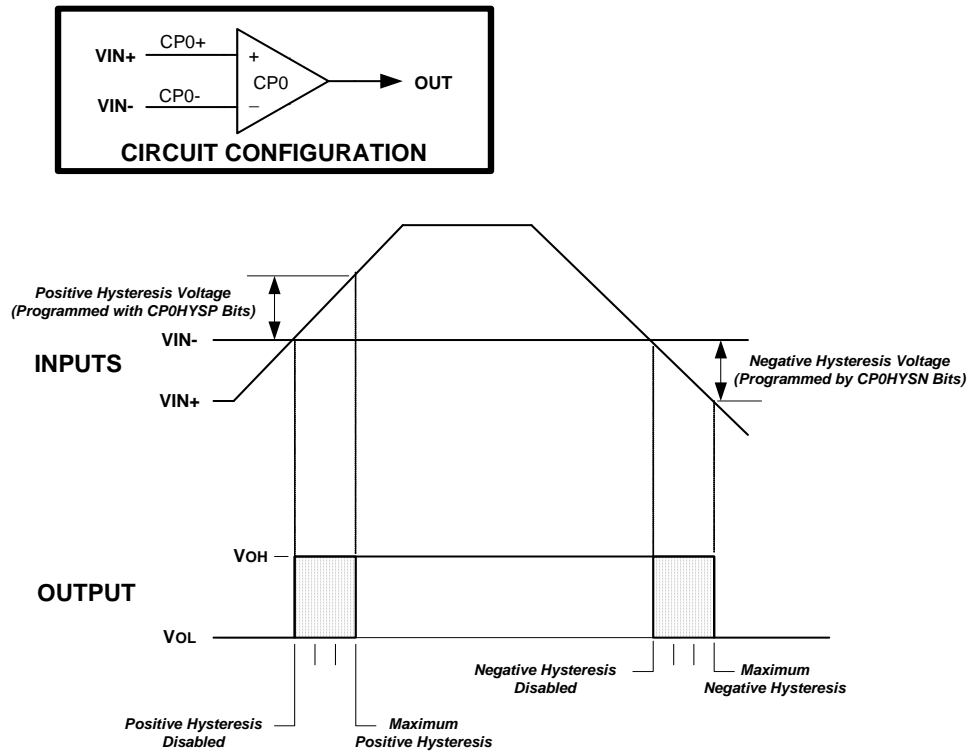 CP0+
VIN+
+
CP0
OUT
CP0-
VIN-
_
CIRCUIT CONFIGURATION
Positive Hysteresis Voltage
(Programmed with CP0HYSP Bits)
VIN-
INPUTS
Negative Hysteresis Voltage
(Programmed by CP0HYSN Bits)
VIN+
VOH
OUTPUT
VOL
Negative Hysteresis
Disabled
Maximum
Negative Hysteresis
Positive Hysteresis
Disabled
Maximum
Positive Hysteresis